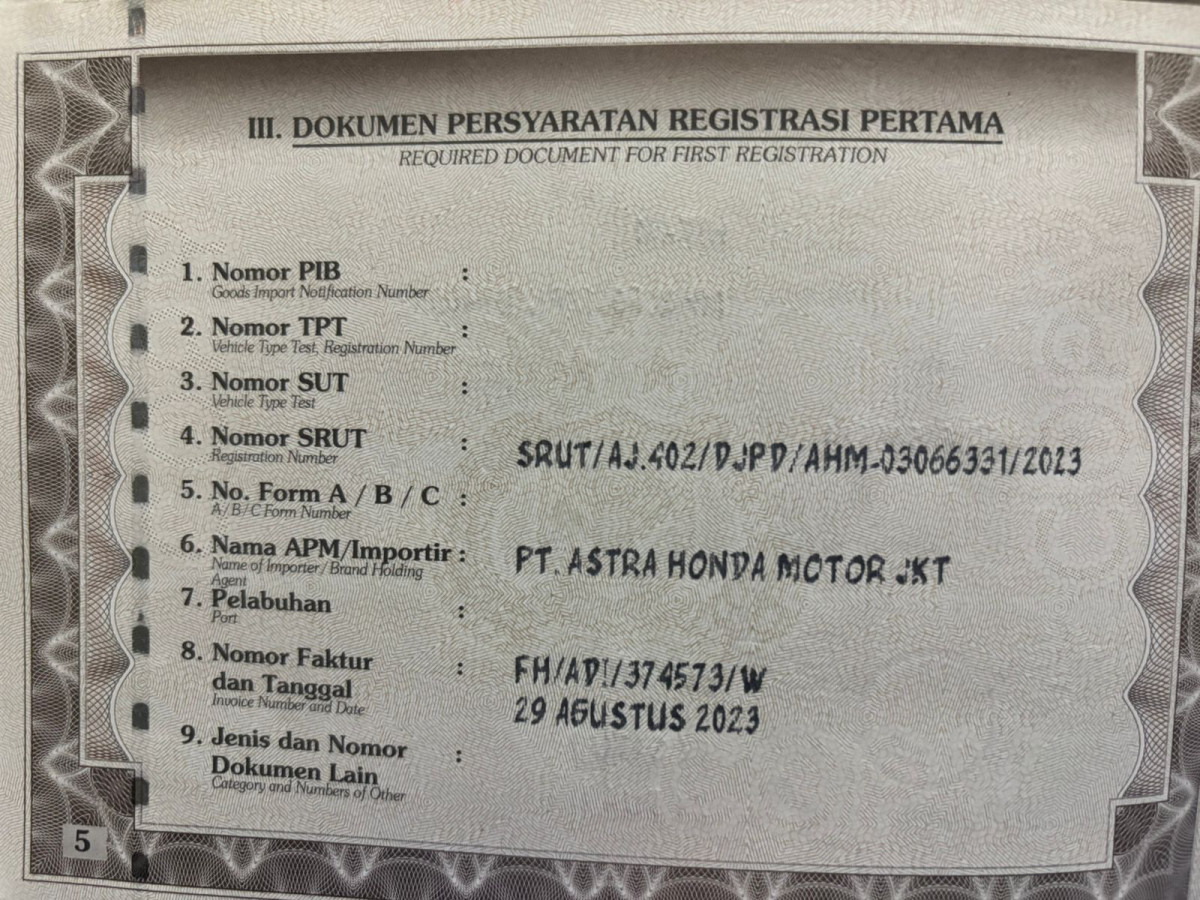 III. DOKUMEN PERSYARATAN REGISTRASI PERTAMA
REQUIRED DOCUMENT FOR FIRST REGISTRATION
1. Nomor PIB :
Goods Import Notification Number
2. Nomor TPT :
Vehicle Type Test, Registration Number
3. Nomor SUT :
Vehicle Type Test
4. Nomor SRUT : SRUT/AJ.402/DJPD/AHM-03066331/2023
Registration Number
5. No. Form A / B / C :
A/B/C Form Number
6. Nama APM/Importir : PT. ASTRA HONDA MOTOR JKT
Name of Importer/Brand Holding
Agent
7. Pelabuhan :
Port
8. Nomor Faktur : FH/AD!/374573/W
dan Tanggal 29 AGUSTUS 2023
Invoice Number and Date
9. Jenis dan Nomor :
Dokumen Lain
Category and Numbers of Other
5